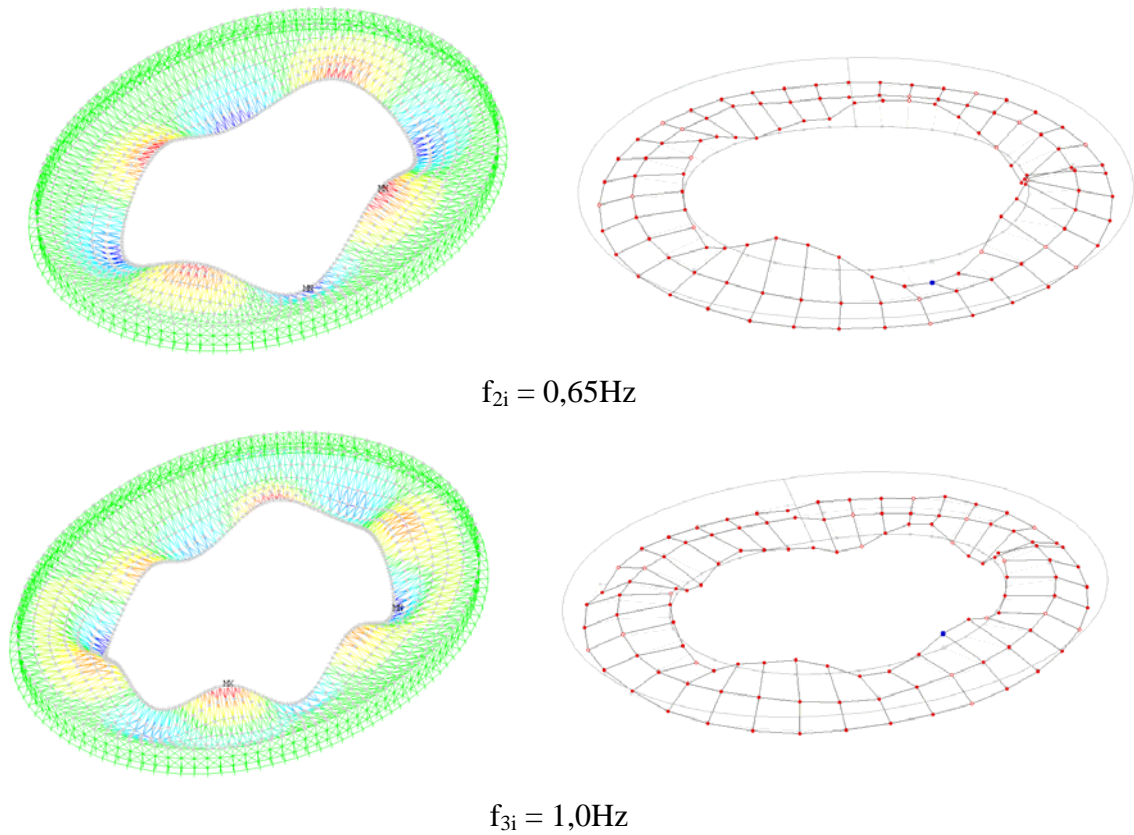 f2i = 0,65Hz
f3i = 1,0Hz